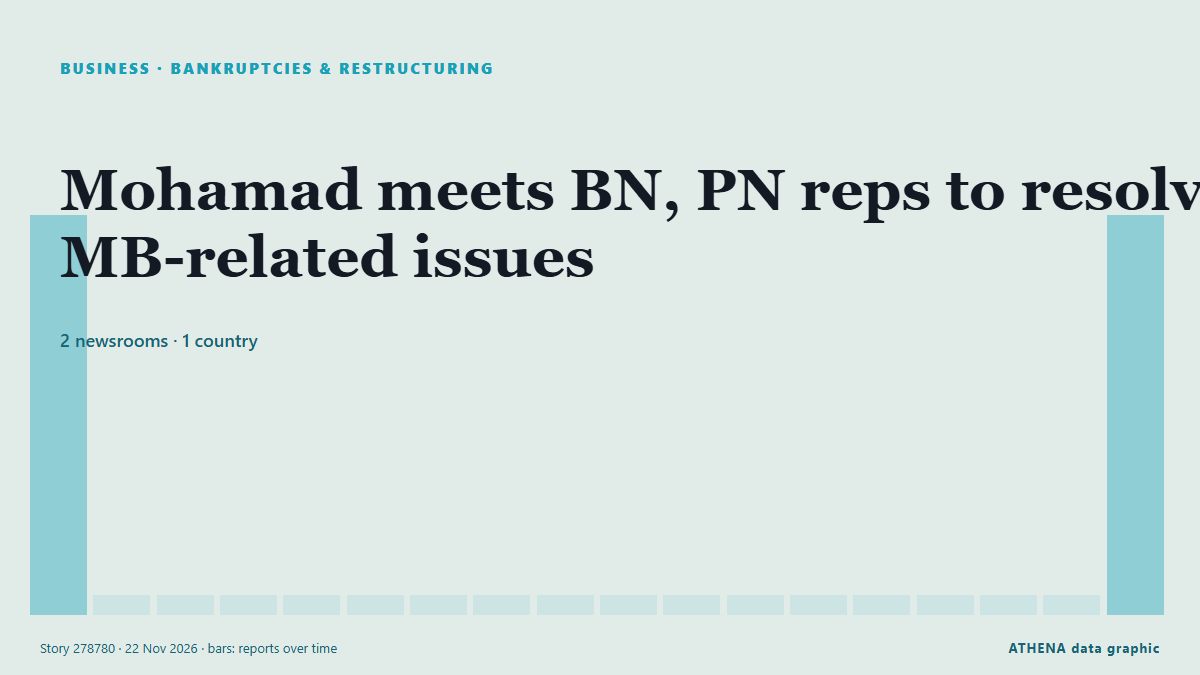 BUSINESS · BANKRUPTCIES & RESTRUCTURING
Mohamad meets BN, PN reps to resolv
MB-related issues
2 newsrooms · 1 country
Story 278780 · 22 Nov 2026 · bars: reports over time
ATHENA data graphic